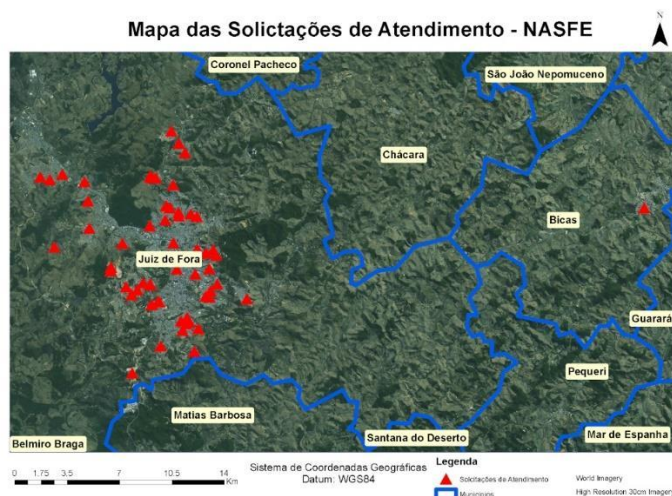 Mapa das Solictações de Atendimento - NASFE
N
Coronel Pacheco
São João Nepomuceno
Chácara
Bicas
Juiz de Fora
Guarará
Pequeri
Matias Barbosa
Santana do Deserto
Mar de Espanha
Belmiro Braga
0 1.75 3,5 7 10,5 14
Km
Sistema de Coordenadas Geográficas
Datum: WGS84
Legenda
Solicitações de Atendimento
Municípios
World Imagery
High Resolution 30cm Imagery